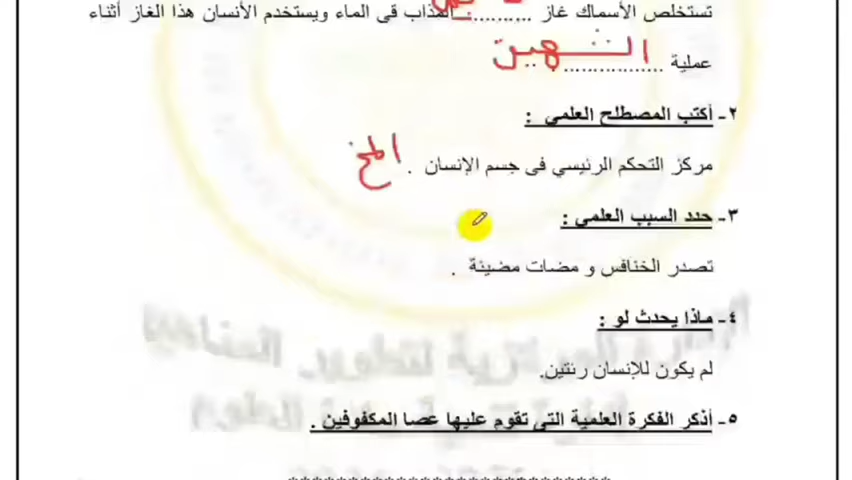 تستخلص الأسماك غاز ............ المذاب فى الماء ويستخدم الأنسان هذا الغاز أثناء
عملية ................ التهين
٢- أكتب المصطلح العلمي :
مركز التحكم الرئيسي فى جسم الإنسان . المخ
٣- حدد السبب العلمي :
تصدر الخنافس و مضات مضيئة .
٤- ماذا يحدث لو :
لم يكون للإنسان رئتين.
٥- أذكر الفكرة العلمية التى تقوم عليها عصا المكفوفين .
******************************